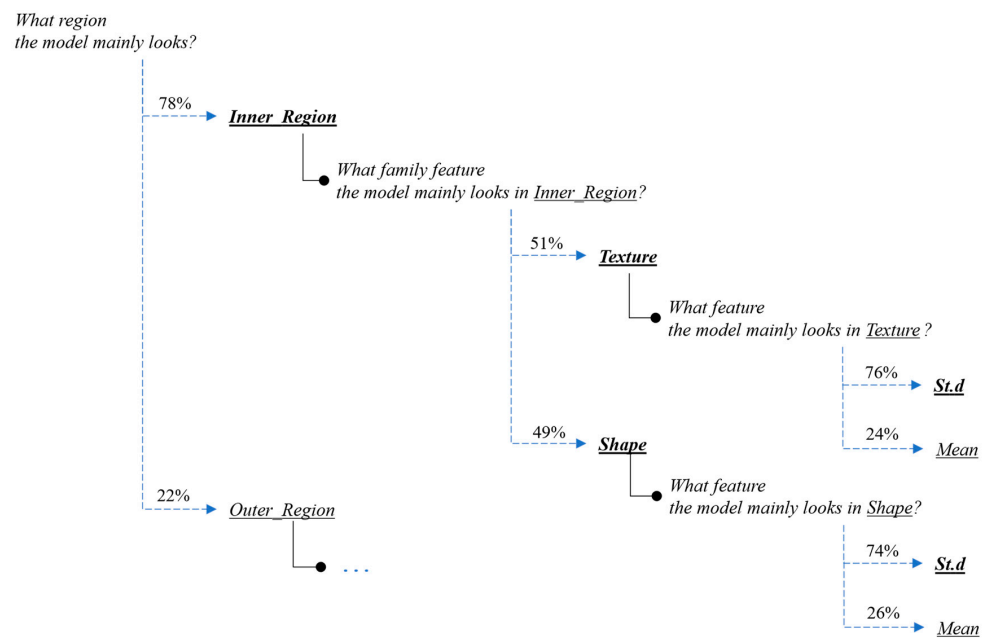 What region
the model mainly looks?
78%
Inner_Region
What family feature
the model mainly looks in Inner_Region?
51%
Texture
What feature
the model mainly looks in Texture ?
76%
St.d
24%
Mean
49%
Shape
What feature
the model mainly looks in Shape?
74%
St.d
26%
Mean
22%
Outer_Region
...